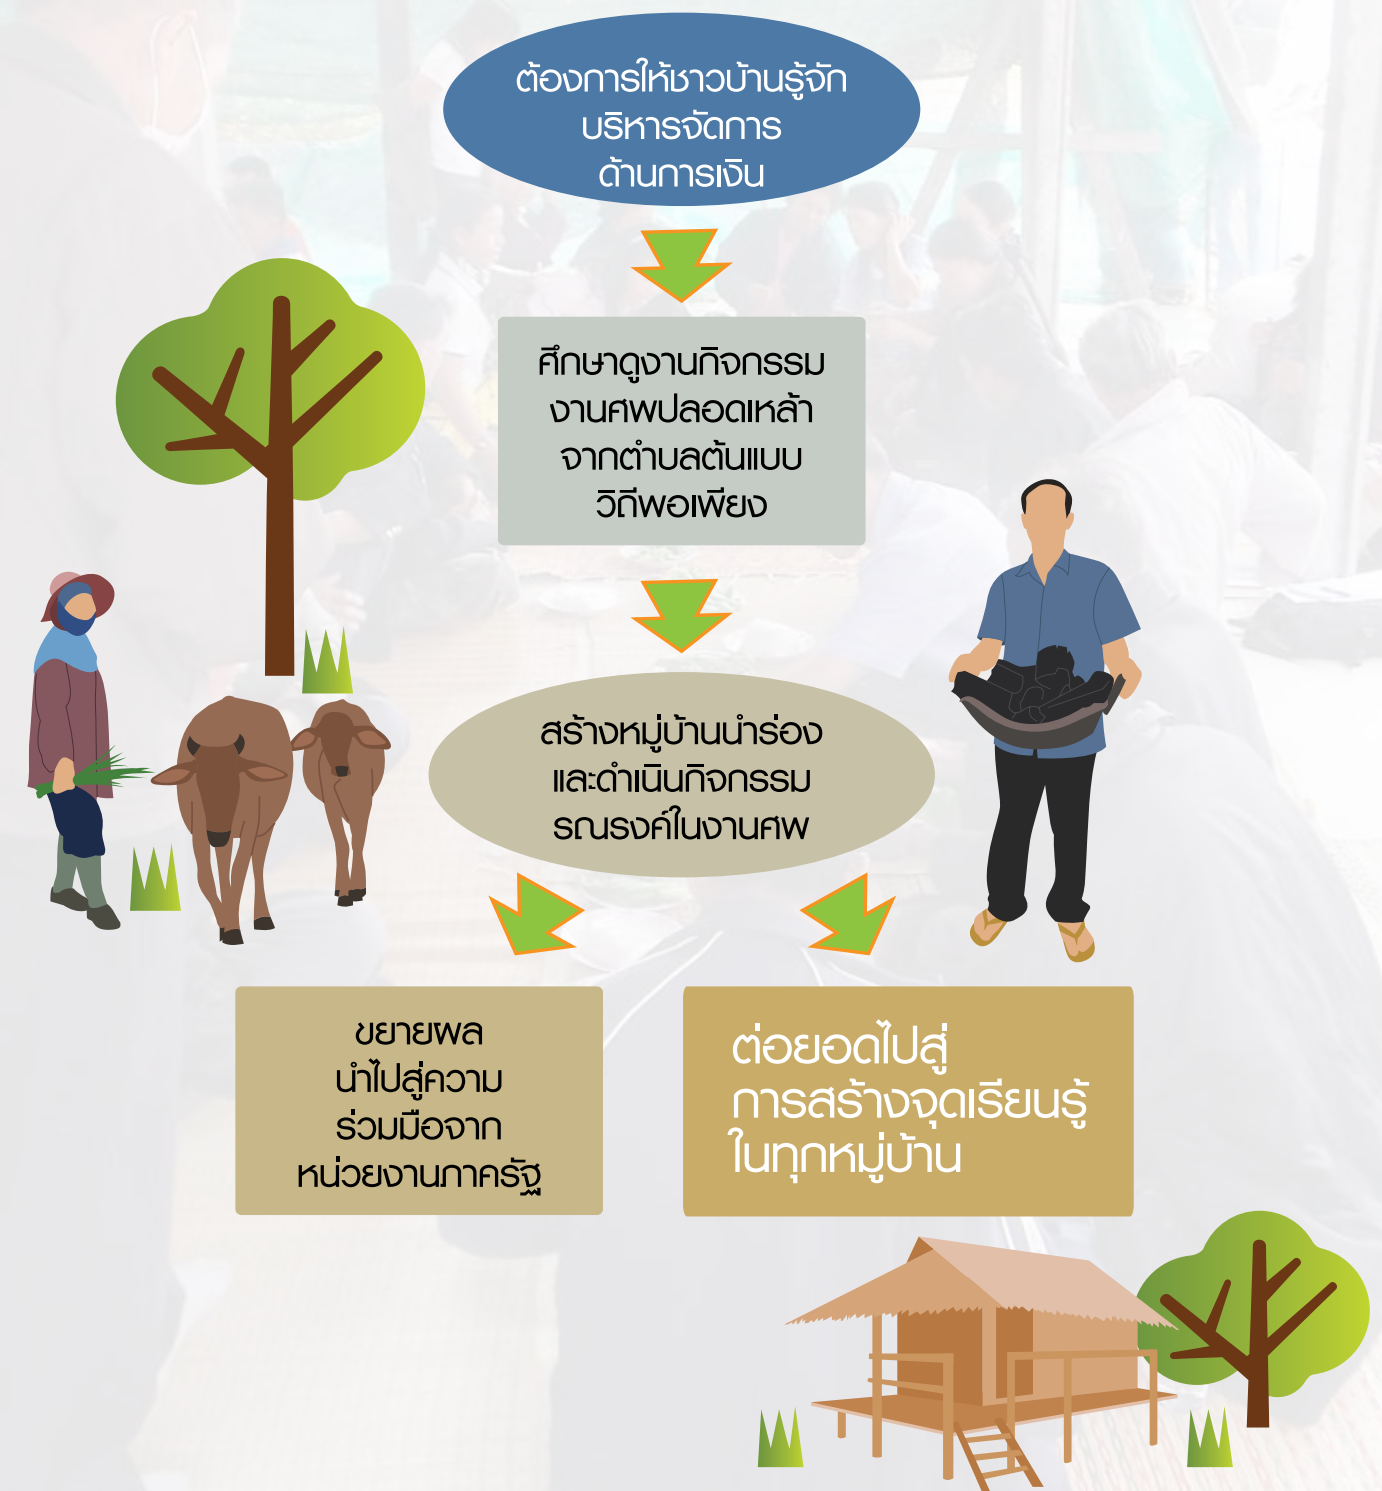 ต้องการให้ชาวบ้านรู้จัก
บริหารจัดการ
ด้านการเงิน
ศึกษาดูงานกิจกรรม
งานศพปลอดเหล้า
จากตำบลต้นแบบ
วิถีพอเพียง
สร้างหมู่บ้านนำร่อง
และดำเนินกิจกรรม
รณรงค์ในงานศพ
ขยายผล
นำไปสู่ความ
ร่วมมือจาก
หน่วยงานภาครัฐ
ต่อยอดไปสู่
การสร้างจุดเรียนรู้
ในทุกหมู่บ้าน